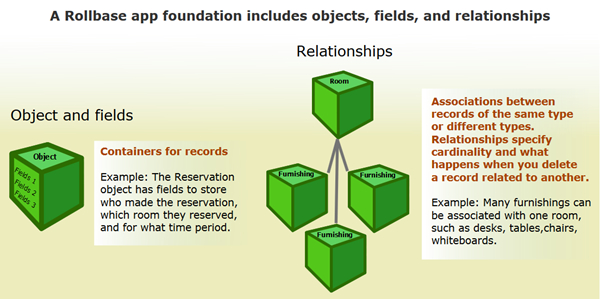 A Rollbase app foundation includes objects, fields, and relationships
Object and fields
Object
Fields 1
Fields 2
Fields 3
Containers for records
Example: The Reservation
object has fields to store
who made the reservation,
which room they reserved,
and for what time period.
Relationships
Room
Furnishing
Furnishing
Furnishing
Associations between
records of the same type
or different types.
Relationships specify
cardinality and what
happens when you delete
a record related to another.
Example: Many furnishings can
be associated with one room,
such as desks, tables,chairs,
whiteboards.